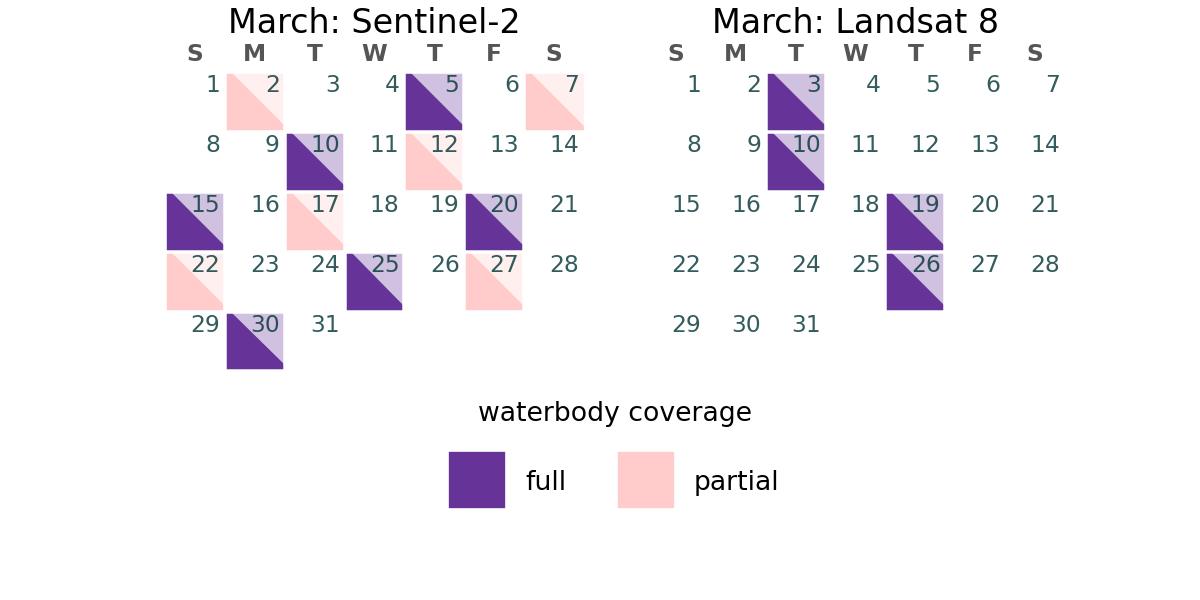 March: Sentinel-2
S M T W T F S
1 2 3 4 5 6 7
8 9 10 11 12 13 14
15 16 17 18 19 20 21
22 23 24 25 26 27 28
29 30 31
March: Landsat 8
S M T W T F S
1 2 3 4 5 6 7
8 9 10 11 12 13 14
15 16 17 18 19 20 21
22 23 24 25 26 27 28
29 30 31
waterbody coverage
full partial